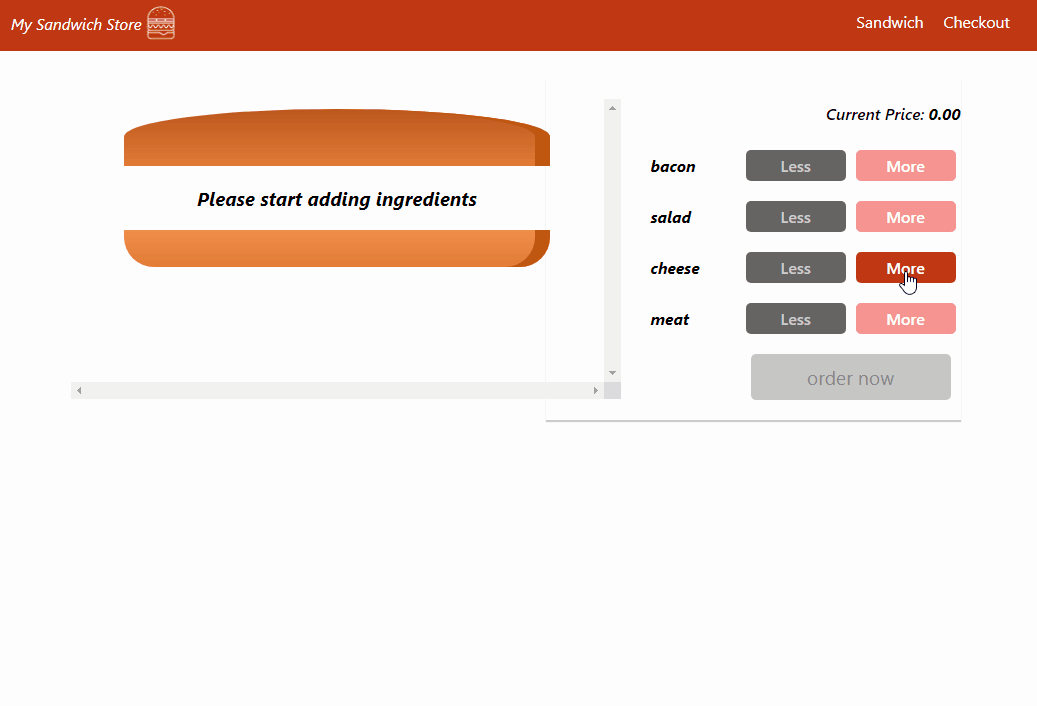 My Sandwich Store
Sandwich Checkout
Current Price: 0.00
Please start adding ingredients
bacon Less More
salad Less More
cheese Less More
meat Less More
order now